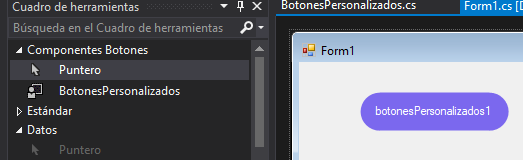 Cuadro de herramientas
Búsqueda en el Cuadro de herramientas
Componentes Botones
Puntero
BotonesPersonalizados
Estándar
Datos
Puntero
BotonesPersonalizados.cs
Form1.cs [D
Form1
botonesPersonalizados1